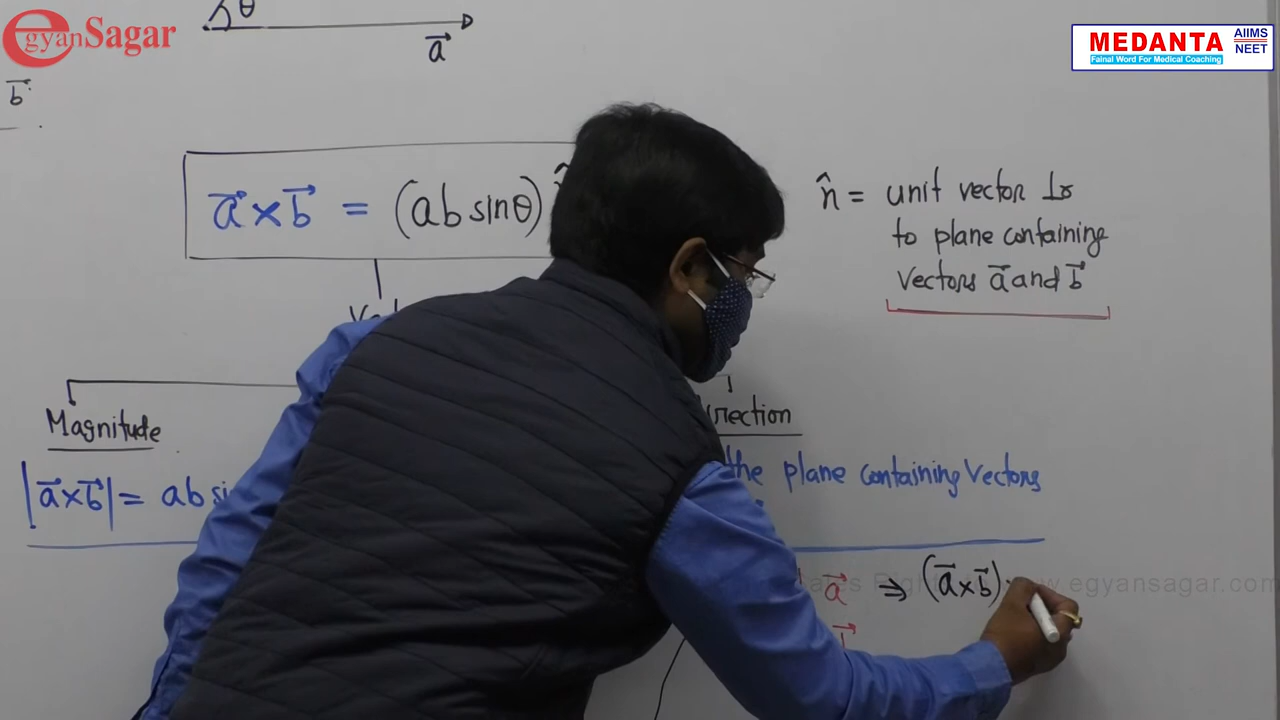 egyanSagar
MEDANTA
Fainal Word For Medical Coaching
AIIMS
NEET
θ
a⃗
b⃗
a⃗ × b⃗ = (ab sinθ)
n̂ = unit vector ⊥r
to plane containing
vectors a⃗ and b⃗
Magnitude
|a⃗ × b⃗| = ab
the plane containing vectors
a⃗ ⇒ (a⃗ × b⃗) ·
www.egyansagar.com